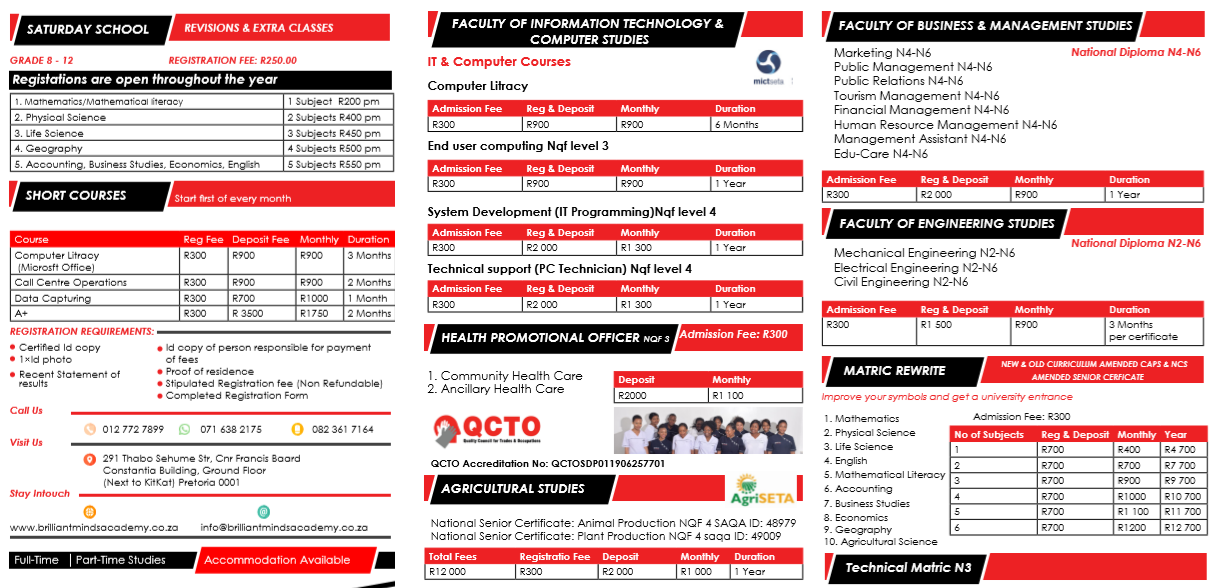 SATURDAY SCHOOL
REVISIONS & EXTRA CLASSES
GRADE 8 - 12
REGISTRATION FEE: R250.00
Registations are open throughout the year
1. Mathematics/Mathematical literacy 1 Subject R200 pm
2. Physical Science 2 Subjects R400 pm
3. Life Science 3 Subjects R450 pm
4. Geography 4 Subjects R500 pm
5. Accounting, Business Studies, Economics, English 5 Subjects R550 pm
SHORT COURSES
Start first of every month
Course Reg Fee Deposit Fee Monthly Duration
Computer Litracy R300 R900 R900 3 Months
(Microsft Office)
Call Centre Operations R300 R900 R900 2 Months
Data Capturing R300 R700 R1000 1 Month
A+ R300 R 3500 R1750 2 Months
REGISTRATION REQUIREMENTS:
Certified Id copy
1×Id photo
Recent Statement of
results
Id copy of person responsible for payment
of fees
Proof of residence
Stipulated Registration fee (Non Refundable)
Completed Registration Form
Call Us
012 772 7899 071 638 2175 082 361 7164
Visit Us
291 Thabo Sehume Str, Cnr Francis Baard
Constantia Building, Ground Floor
(Next to KitKat) Pretoria 0001
Stay Intouch
www.brilliantmindsacademy.co.za info@brilliantmindsacademy.co.za
Full-Time | Part-Time Studies Accommodation Available
FACULTY OF INFORMATION TECHNOLOGY &
COMPUTER STUDIES
IT & Computer Courses
mictseta
Computer Litracy
Admission Fee Reg & Deposit Monthly Duration
R300 R900 R900 6 Months
End user computing Nqf level 3
Admission Fee Reg & Deposit Monthly Duration
R300 R900 R900 1 Year
System Development (IT Programming)Nqf level 4
Admission Fee Reg & Deposit Monthly Duration
R300 R2 000 R1 300 1 Year
Technical support (PC Technician) Nqf level 4
Admission Fee Reg & Deposit Monthly Duration
R300 R2 000 R1 300 1 Year
HEALTH PROMOTIONAL OFFICER NQF 3
Admission Fee: R300
1. Community Health Care
2. Ancillary Health Care
Deposit Monthly
R2000 R1 100
QCTO
Quality Council for Trades & Occupations
QCTO Accreditation No: QCTOSDP011906257701
AGRICULTURAL STUDIES
AgriSETA
National Senior Certificate: Animal Production NQF 4 SAQA ID: 48979
National Senior Certificate: Plant Production NQF 4 saqa ID: 49009
Total Fees Registratio Fee Deposit Monthly Duration
R12 000 R300 R2 000 R1 000 1 Year
FACULTY OF BUSINESS & MANAGEMENT STUDIES
National Diploma N4-N6
Marketing N4-N6
Public Management N4-N6
Public Relations N4-N6
Tourism Management N4-N6
Financial Management N4-N6
Human Resource Management N4-N6
Management Assistant N4-N6
Edu-Care N4-N6
Admission Fee Reg & Deposit Monthly Duration
R300 R2 000 R900 1 Year
FACULTY OF ENGINEERING STUDIES
National Diploma N2-N6
Mechanical Engineering N2-N6
Electrical Engineering N2-N6
Civil Engineering N2-N6
Admission Fee Reg & Deposit Monthly Duration
R300 R1 500 R900 3 Months
per certificate
MATRIC REWRITE
NEW & OLD CURRICULUM AMENDED CAPS & NCS
AMENDED SENIOR CERFICATE
Improve your symbols and get a university entrance
1. Mathematics
2. Physical Science
3. Life Science
4. English
5. Mathematical Literacy
6. Accounting
7. Business Studies
8. Economics
9. Geography
10. Agricultural Science
Admission Fee: R300
No of Subjects Reg & Deposit Monthly Year
1 R700 R400 R4 700
2 R700 R700 R7 700
3 R700 R900 R9 700
4 R700 R1000 R10 700
5 R700 R1 100 R11 700
6 R700 R1200 R12 700
Technical Matric N3